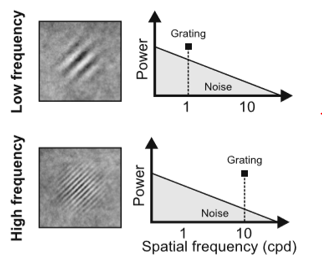 Low frequency
Power
Grating
Noise
1 10
High frequency
Power
Grating
Noise
1 10
Spatial frequency (cpd)